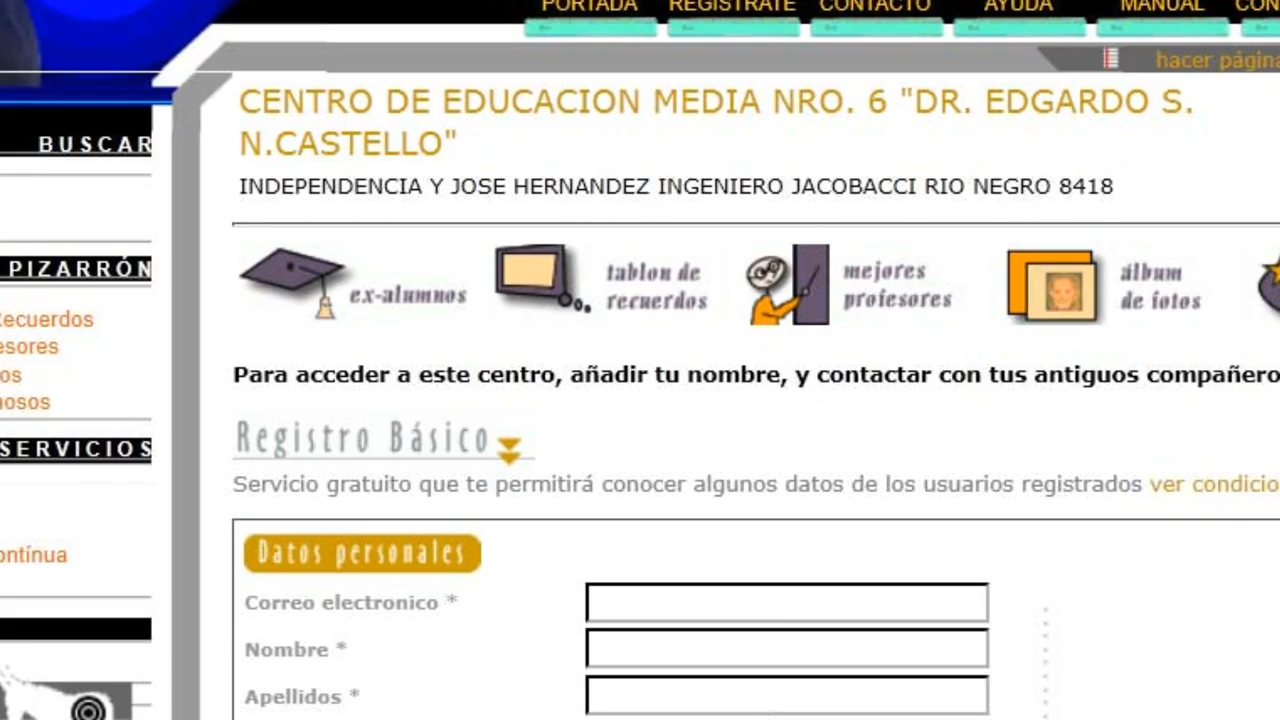 PORTADA REGISTRATE CONTACTO AYUDA MANUAL CON
hacer página
BUSCAR
PIZARRÓN
Recuerdos
esores
os
osos
SERVICIOS
ontínua
CENTRO DE EDUCACION MEDIA NRO. 6 "DR. EDGARDO S.
N.CASTELLO"
INDEPENDENCIA Y JOSE HERNANDEZ INGENIERO JACOBACCI RIO NEGRO 8418
ex-alumnos
tablon de
recuerdos
mejores
profesores
álbum
de fotos
Para acceder a este centro, añadir tu nombre, y contactar con tus antiguos compañero
Registro Básico
Servicio gratuito que te permitirá conocer algunos datos de los usuarios registrados ver condicio
Datos personales
Correo electronico *
Nombre *
Apellidos *